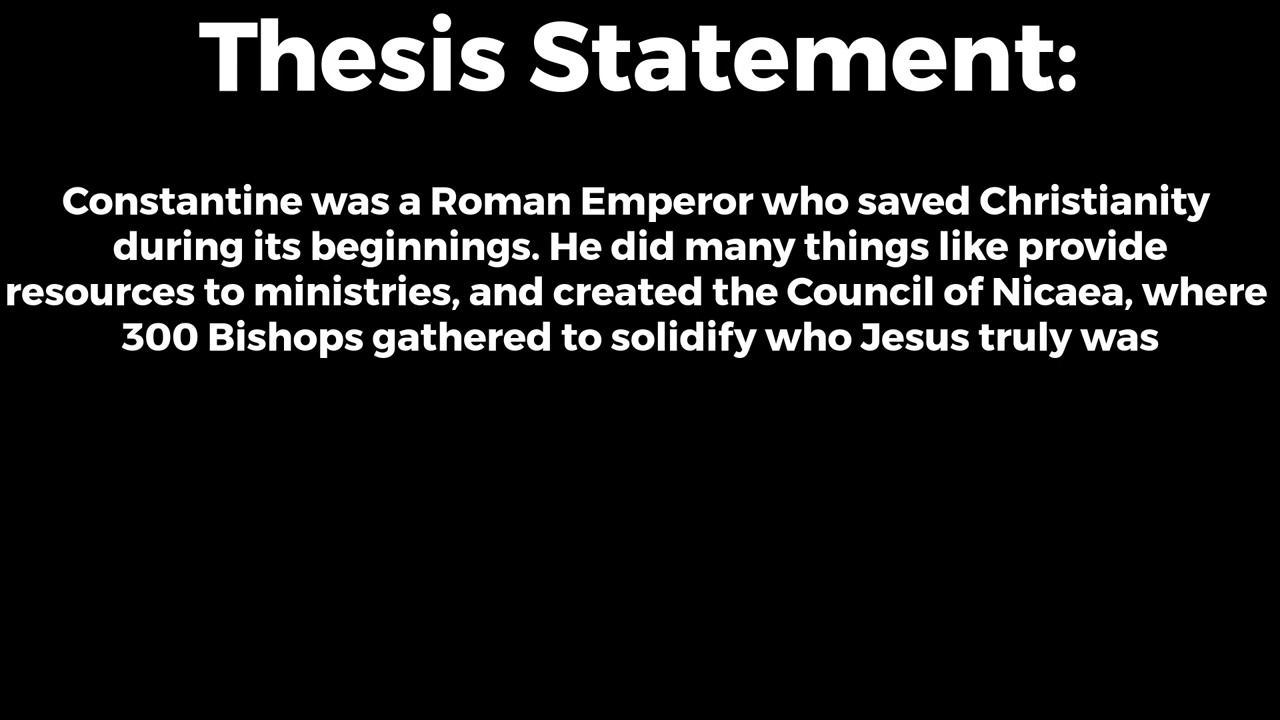 Thesis Statement:
Constantine was a Roman Emperor who saved Christianity
during its beginnings. He did many things like provide
resources to ministries, and created the Council of Nicaea, where
300 Bishops gathered to solidify who Jesus truly was